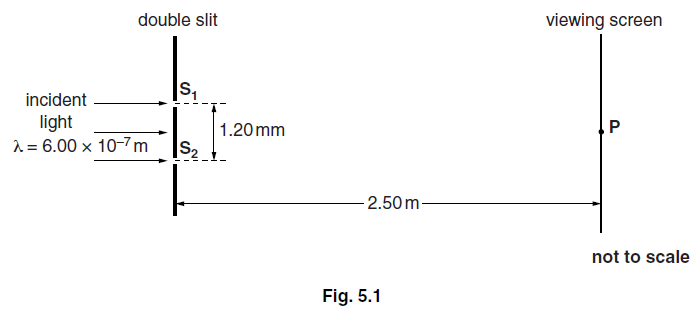 double slit
viewing screen
S₁
incident
light
λ = 6.00 × 10⁻⁷ m
1.20 mm
S₂
P
2.50 m
not to scale
Fig. 5.1